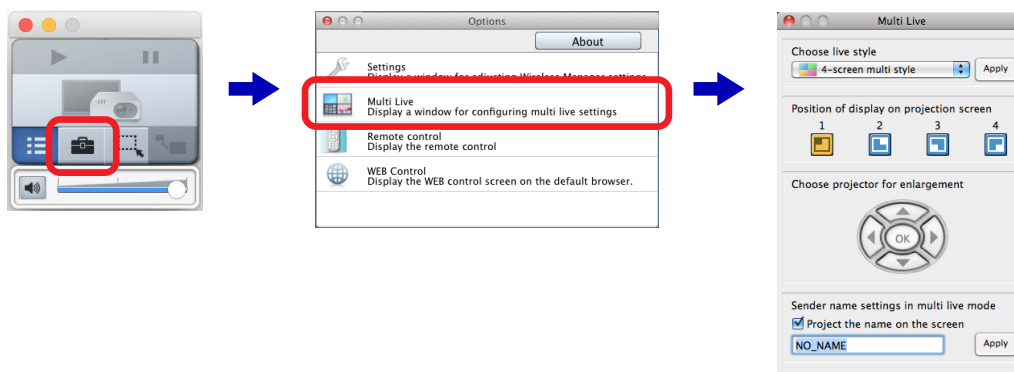 Options
About
Settings
Display a window for adjusting Wireless Manager settings
Multi Live
Display a window for configuring multi live settings
Remote control
Display the remote control
WEB Control
Display the WEB control screen on the default browser.
Multi Live
Choose live style
4-screen multi style
Apply
Position of display on projection screen
1 2 3 4
Choose projector for enlargement
OK
Sender name settings in multi live mode
Project the name on the screen
NO_NAME
Apply